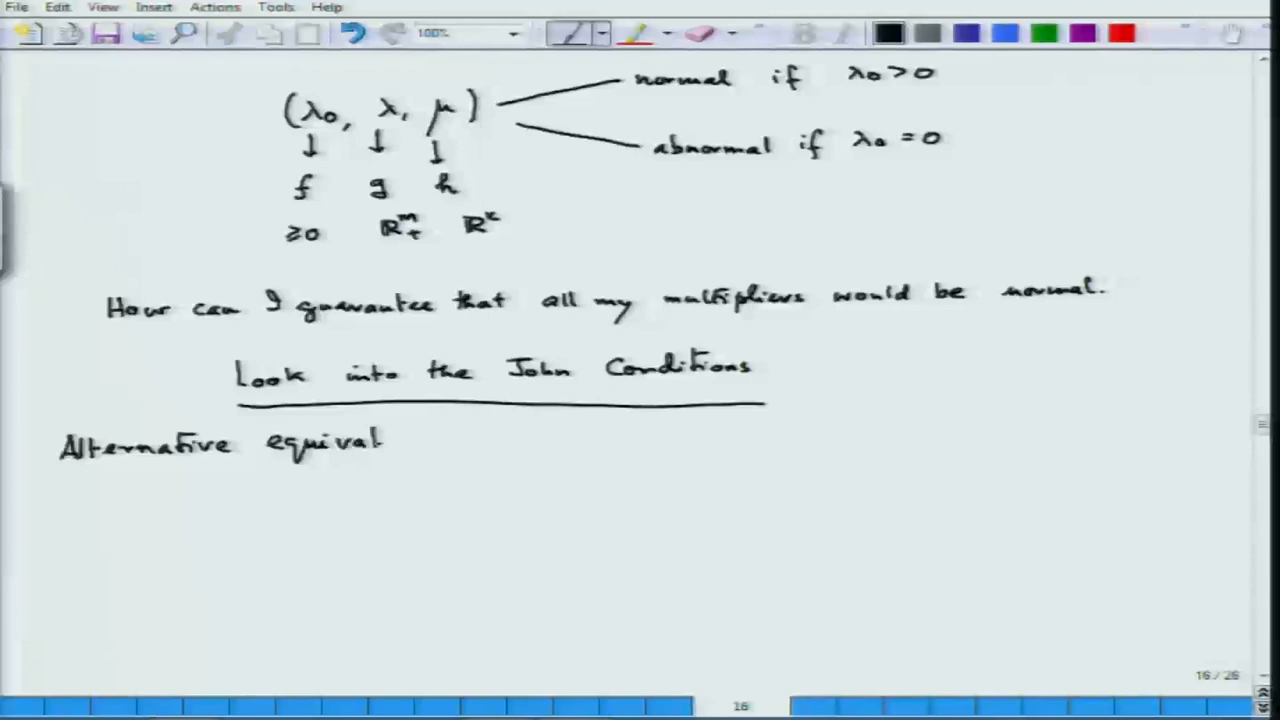 File Edit View Insert Actions Tools Help
100%
normal if λ₀ > 0
(λ₀, λ, μ)
abnormal if λ₀ = 0
↓ ↓ ↓
f g h
≥0 ℝᵐ₊ ℝᵏ
How can I guarantee that all my multipliers would be normal.
Look into the John Conditions
Alternative equival
16 / 26
16